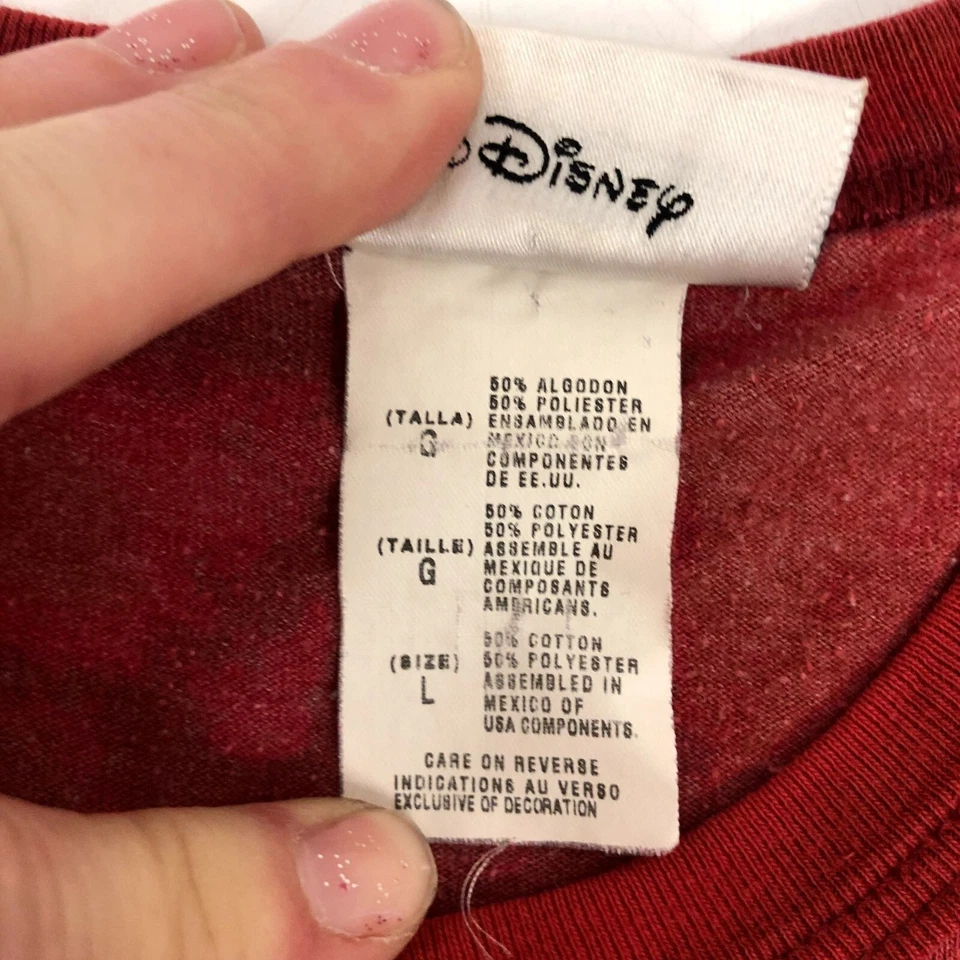 Disney
50% ALGODON
50% POLIESTER
(TALLA) ENSAMBLADO EN
G MEXICO CON
COMPONENTES
DE EE.UU.
50% COTON
50% POLYESTER
(TAILLE) ASSEMBLE AU
G MEXIQUE DE
COMPOSANTS
AMERICANS.
50% COTTON
(SIZE) 50% POLYESTER
L ASSEMBLED IN
MEXICO OF
USA COMPONENTS.
CARE ON REVERSE
INDICATIONS AU VERSO
EXCLUSIVE OF DECORATION